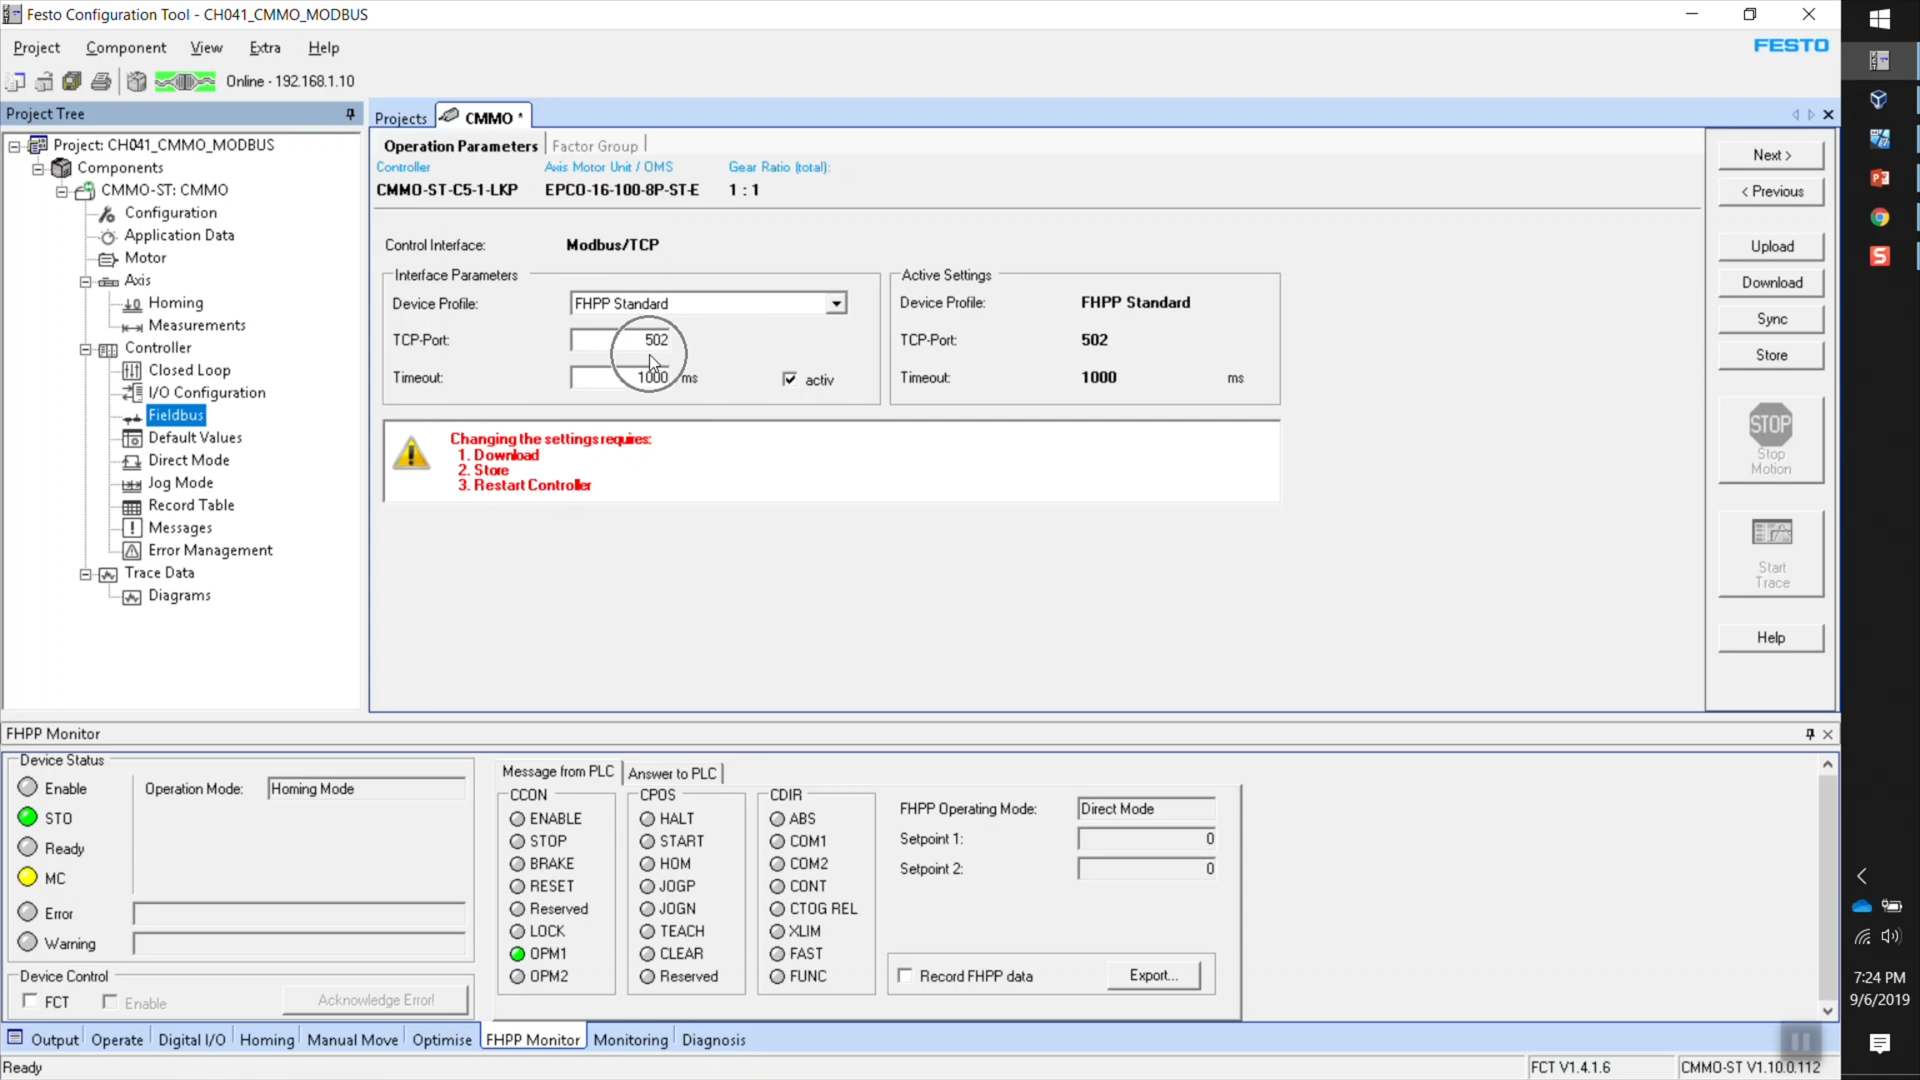 Festo Configuration Tool - CH041_CMMO_MODBUS
Project Component View Extra Help
FESTO
Online - 192.168.1.10
Project Tree
Project: CH041_CMMO_MODBUS
Components
CMMO-ST: CMMO
Configuration
Application Data
Motor
Axis
Homing
Measurements
Controller
Closed Loop
I/O Configuration
Fieldbus
Default Values
Direct Mode
Jog Mode
Record Table
Messages
Error Management
Trace Data
Diagrams
Projects CMMO *
Operation Parameters Factor Group
Controller Axis Motor Unit / OMS Gear Ratio (total):
CMMO-ST-C5-1-LKP EPCO-16-100-8P-ST-E 1 : 1
Control Interface: Modbus/TCP
Interface Parameters
Device Profile: FHPP Standard
TCP-Port: 502
Timeout: 1000 ms activ
Active Settings
Device Profile: FHPP Standard
TCP-Port: 502
Timeout: 1000 ms
Changing the settings requires:
1. Download
2. Store
3. Restart Controller
Next >
< Previous
Upload
Download
Sync
Store
STOP
Stop
Motion
Start
Trace
Help
FHPP Monitor
Device Status
Enable
STO
Ready
MC
Error
Warning
Operation Mode: Homing Mode
Device Control
FCT Enable Acknowledge Error!
Message from PLC Answer to PLC
CCON
ENABLE
STOP
BRAKE
RESET
Reserved
LOCK
OPM1
OPM2
CPOS
HALT
START
HOM
JOGP
JOGN
TEACH
CLEAR
Reserved
CDIR
ABS
COM1
COM2
CONT
CTOG REL
XLIM
FAST
FUNC
FHPP Operating Mode: Direct Mode
Setpoint 1: 0
Setpoint 2: 0
Record FHPP data Export...
Output Operate Digital I/O Homing Manual Move Optimise FHPP Monitor Monitoring Diagnosis
Ready
FCT V1.4.1.6
CMMO-ST V1.10.0.112
7:24 PM
9/6/2019